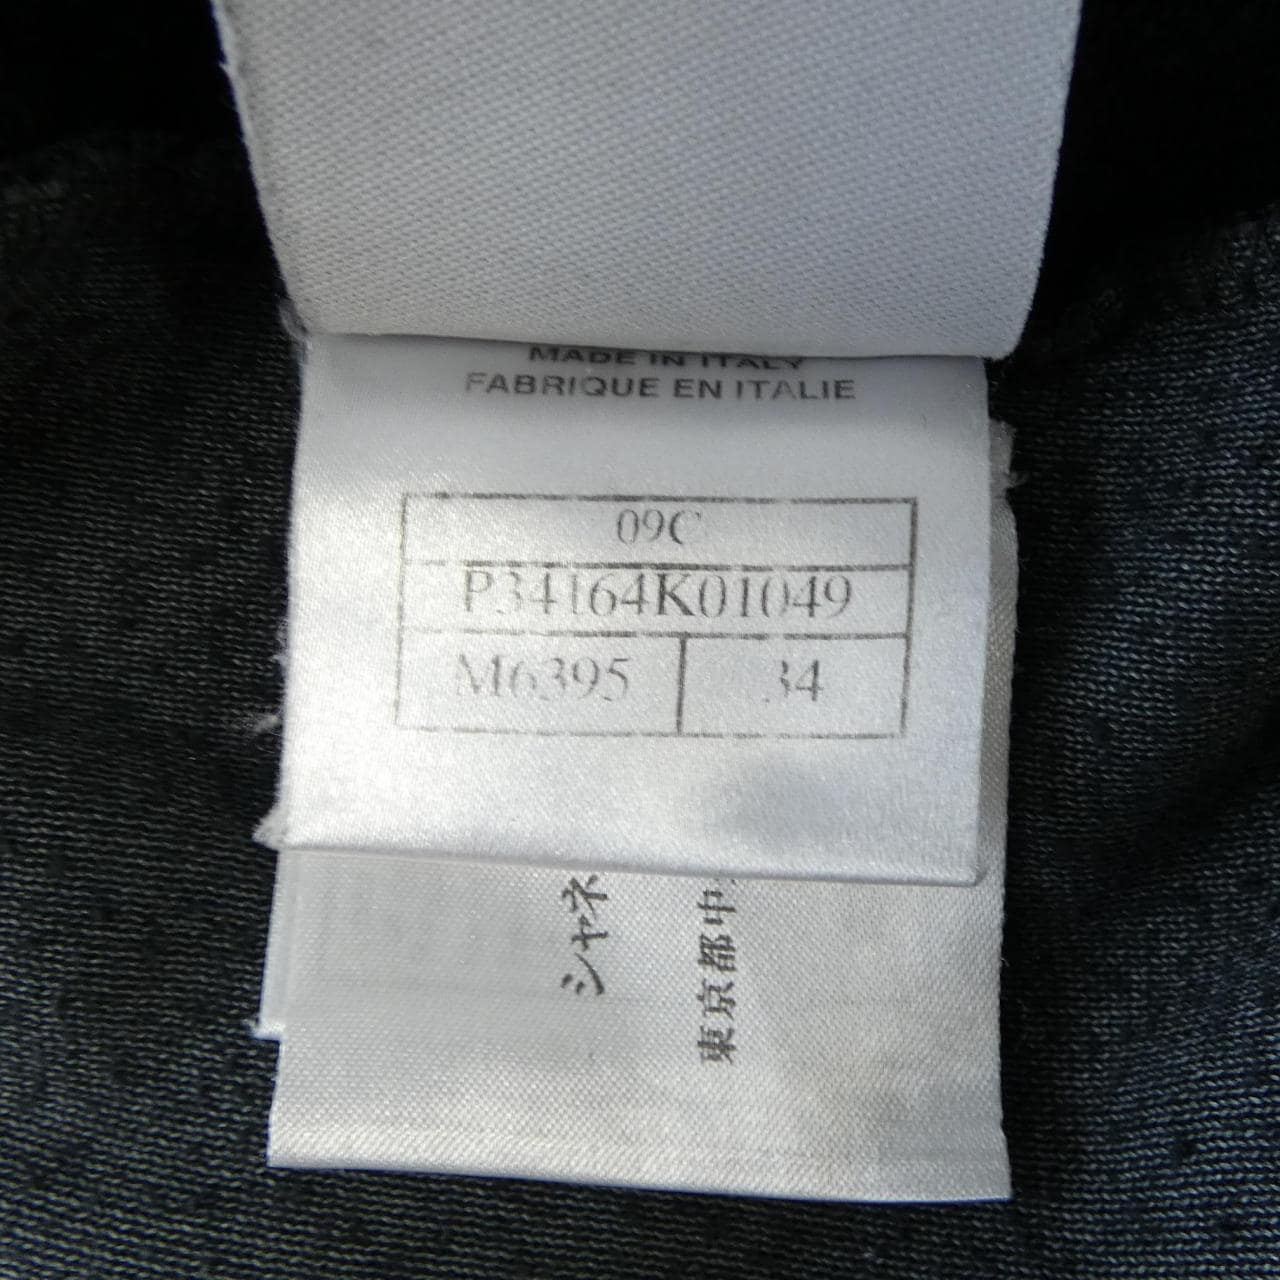 MADE IN ITALY
FABRIQUE EN ITALIE
09C
P34164K01049
M6395
34
シャネ
東京都中